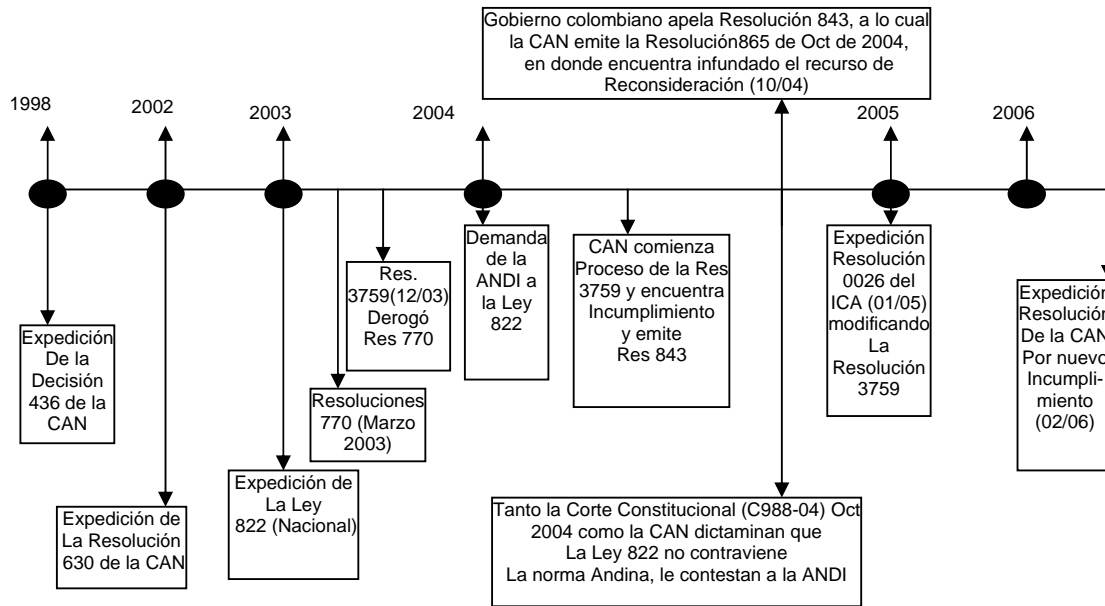 Gobierno colombiano apela Resolución 843, a lo cual
la CAN emite la Resolución865 de Oct de 2004,
en donde encuentra infundado el recurso de
Reconsideración (10/04)
1998
2002
2003
2004
2005
2006
Expedición
De la
Decisión
436 de la
CAN
Expedición de
La Resolución
630 de la CAN
Expedición de
La Ley
822 (Nacional)
Resoluciones
770 (Marzo
2003)
Res.
3759(12/03)
Derogó
Res 770
Demanda
de la
ANDI a
la Ley
822
CAN comienza
Proceso de la Res
3759 y encuentra
Incumplimiento
y emite
Res 843
Tanto la Corte Constitucional (C988-04) Oct
2004 como la CAN dictaminan que
La Ley 822 no contraviene
La norma Andina, le contestan a la ANDI
Expedición
Resolución
0026 del
ICA (01/05)
modificando
La
Resolución
3759
Expedición
Resolución
De la CAN
Por nuevo
Incumpli-
miento
(02/06)